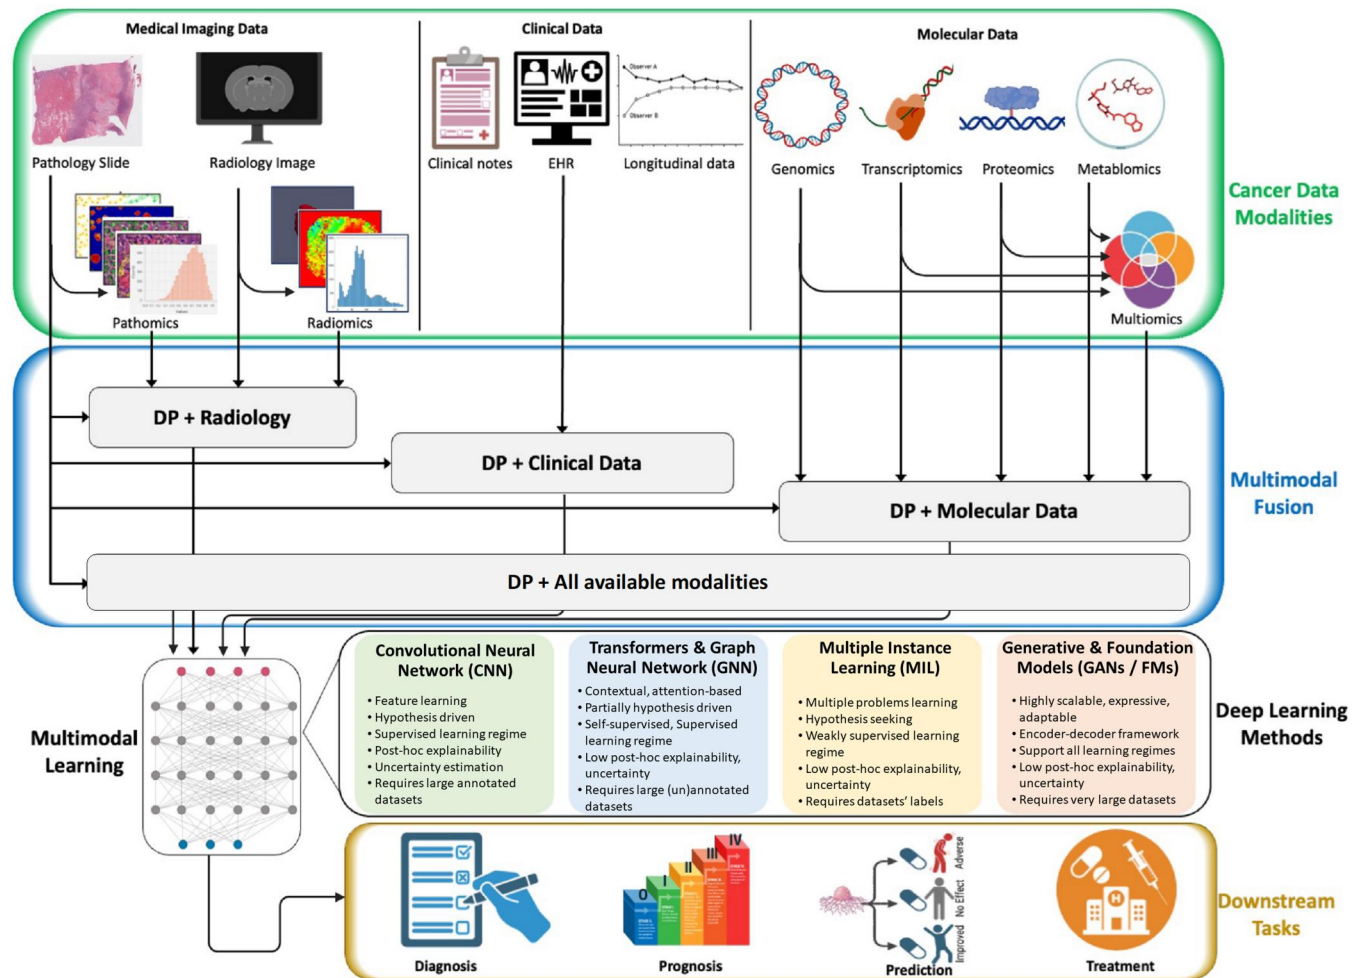 Medical Imaging Data
Clinical Data
Molecular Data
Observer A
Observer B
Pathology Slide
Radiology Image
Clinical notes
EHR
Longitudinal data
Genomics
Transcriptomics
Proteomics
Metablomics
Pathomics
Radiomics
Multiomics
Cancer Data
Modalities
DP + Radiology
DP + Clinical Data
DP + Molecular Data
DP + All available modalities
Multimodal
Fusion
Multimodal
Learning
Convolutional Neural
Network (CNN)
• Feature learning
• Hypothesis driven
• Supervised learning regime
• Post-hoc explainability
• Uncertainty estimation
• Requires large annotated
datasets
Transformers & Graph
Neural Network (GNN)
• Contextual, attention-based
• Partially hypothesis driven
• Self-supervised, Supervised
learning regime
• Low post-hoc explainability,
uncertainty
• Requires large (un)annotated
datasets
Multiple Instance
Learning (MIL)
• Multiple problems learning
• Hypothesis seeking
• Weakly supervised learning
regime
• Low post-hoc explainability,
uncertainty
• Requires datasets' labels
Generative & Foundation
Models (GANs / FMs)
• Highly scalable, expressive,
adaptable
• Encoder-decoder framework
• Support all learning regimes
• Low post-hoc explainability,
uncertainty
• Requires very large datasets
Deep Learning
Methods
O
I
II
III
IV
Adverse
No Effect
Improved
H
Diagnosis
Prognosis
Prediction
Treatment
Downstream
Tasks